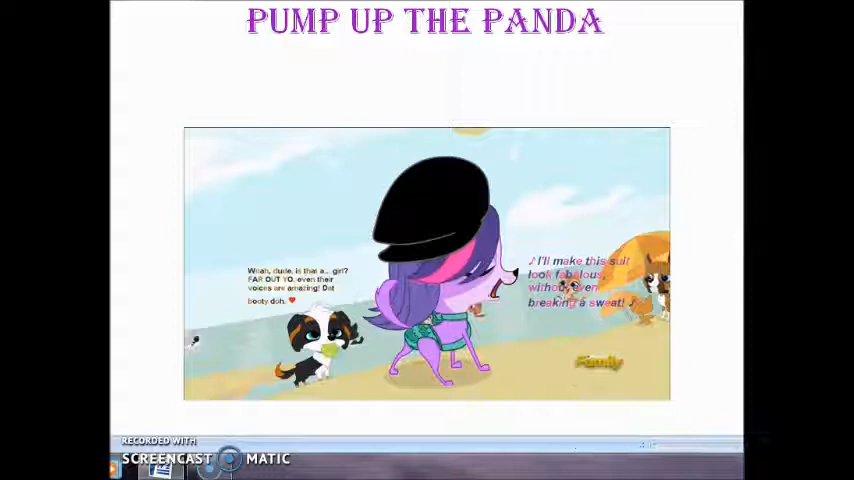 PUMP UP THE PANDA
Woah, dude, is that a... girl?
FAR OUT YO, even their
voices are amazing! Dat
booty doh. ♥
♪I'll make this suit
look fabalous,
without even
breaking a sweat! ♪
Family
RECORDED WITH
SCREENCAST MATIC